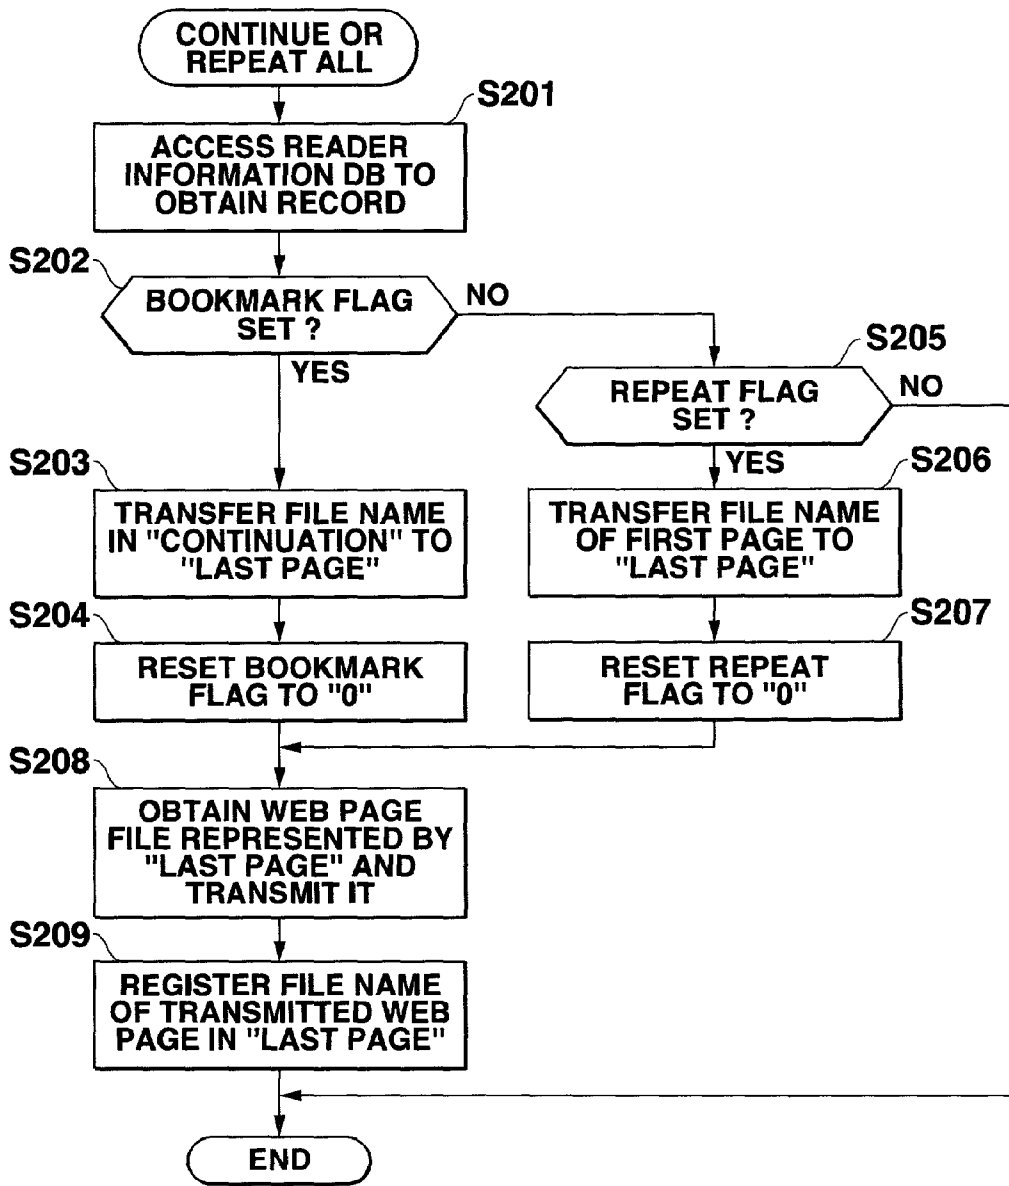 CONTINUE OR
REPEAT ALL
S201
ACCESS READER
INFORMATION DB TO
OBTAIN RECORD
S202
BOOKMARK FLAG
SET ?
NO
YES
S205
REPEAT FLAG
SET ?
NO
YES
S203
TRANSFER FILE NAME
IN "CONTINUATION" TO
"LAST PAGE"
S206
TRANSFER FILE NAME
OF FIRST PAGE TO
"LAST PAGE"
S204
RESET BOOKMARK
FLAG TO "0"
S207
RESET REPEAT
FLAG TO "0"
S208
OBTAIN WEB PAGE
FILE REPRESENTED BY
"LAST PAGE" AND
TRANSMIT IT
S209
REGISTER FILE NAME
OF TRANSMITTED WEB
PAGE IN "LAST PAGE"
END